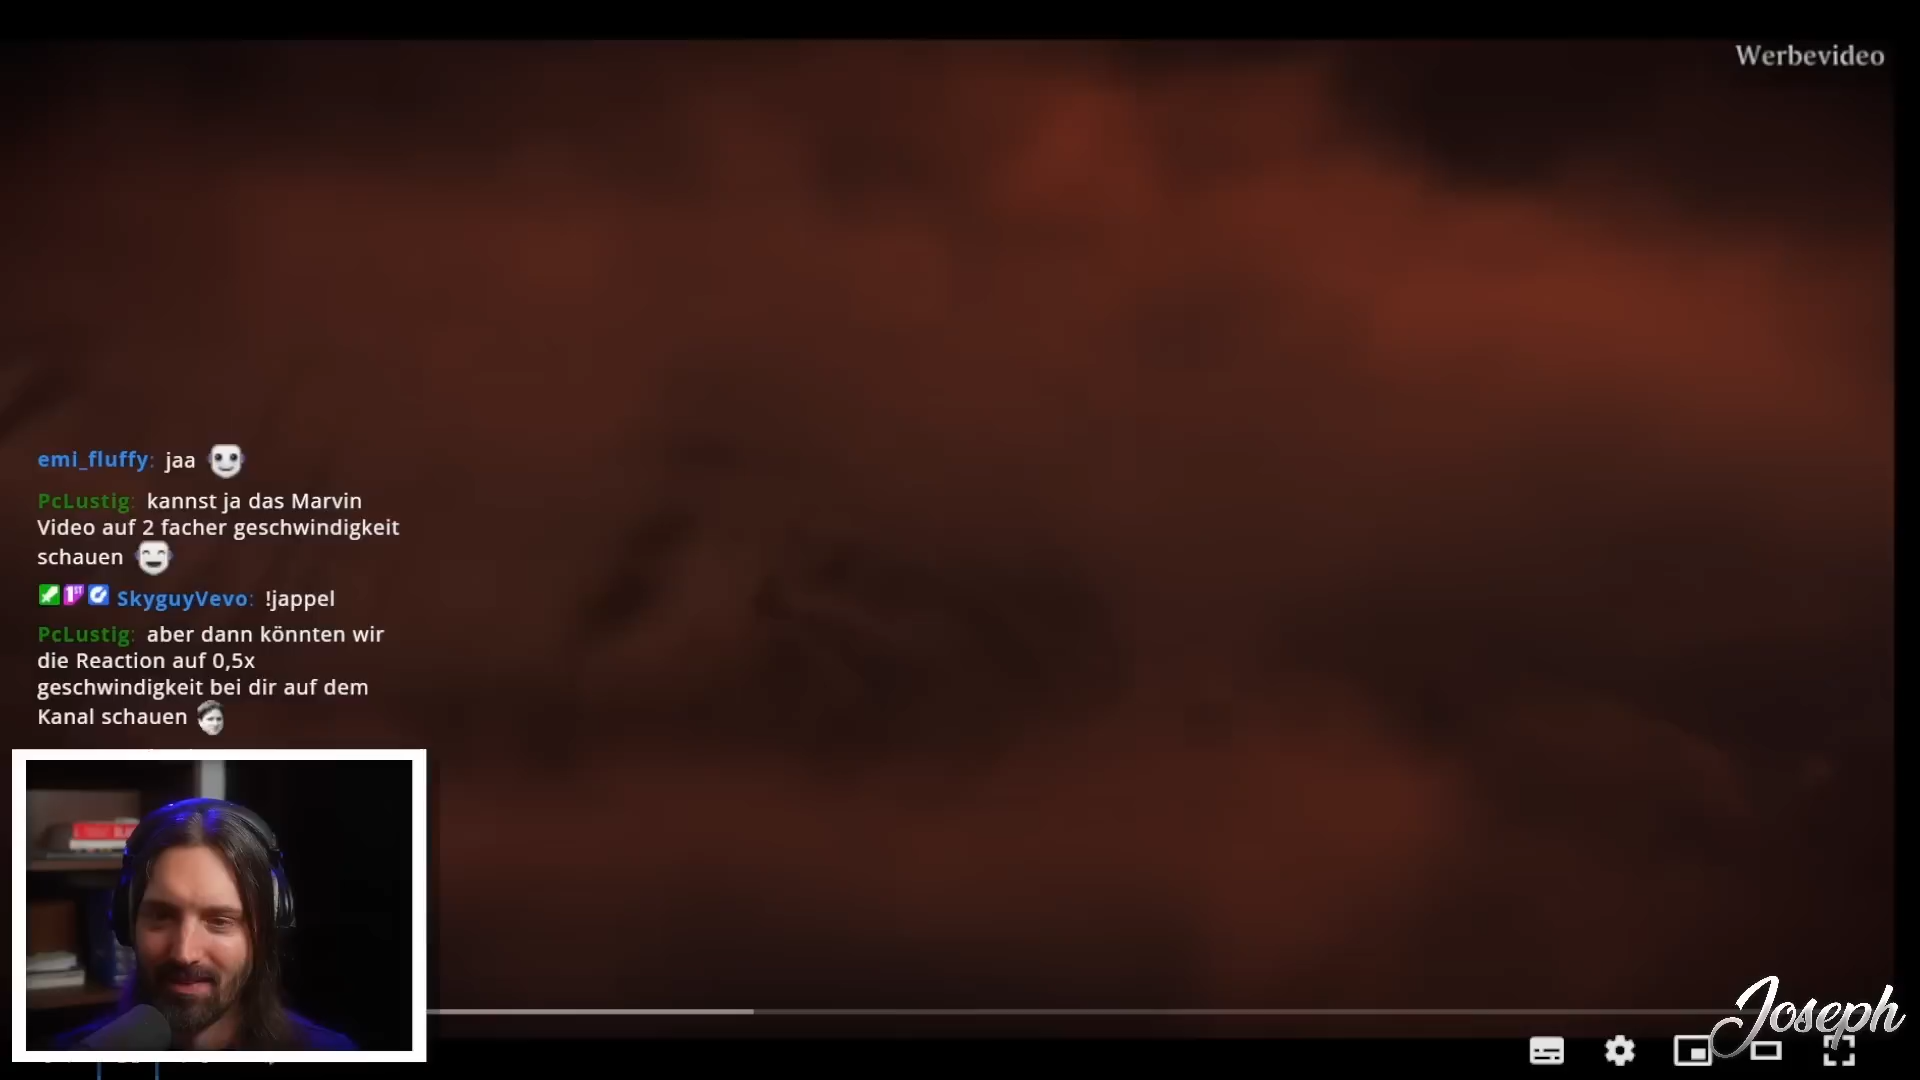 Werbevideo
emi_fluffy: jaa
PcLustig: kannst ja das Marvin
Video auf 2 facher geschwindigkeit
schauen
1ST SkyguyVevo: !jappel
PcLustig: aber dann könnten wir
die Reaction auf 0,5x
geschwindigkeit bei dir auf dem
Kanal schauen
Joseph